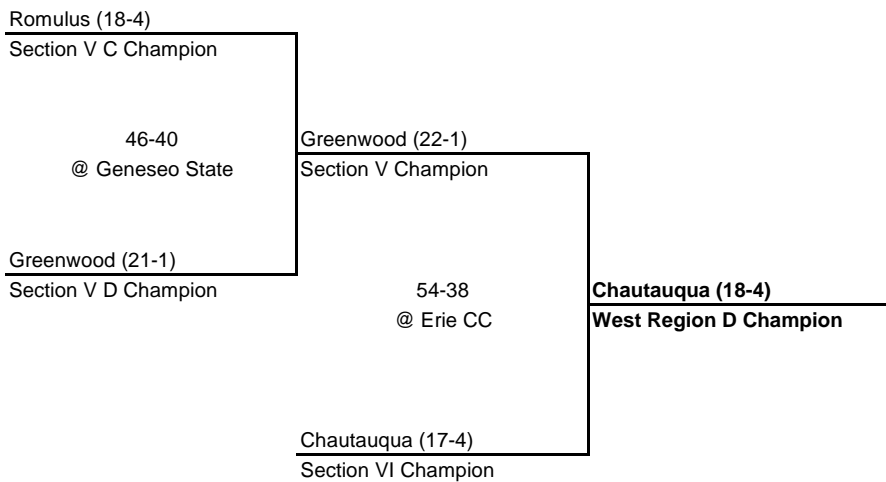 Romulus (18-4)
Section V C Champion
46-40
@ Geneseo State
Greenwood (22-1)
Section V Champion
Greenwood (21-1)
Section V D Champion
54-38
@ Erie CC
Chautauqua (18-4)
West Region D Champion
Chautauqua (17-4)
Section VI Champion